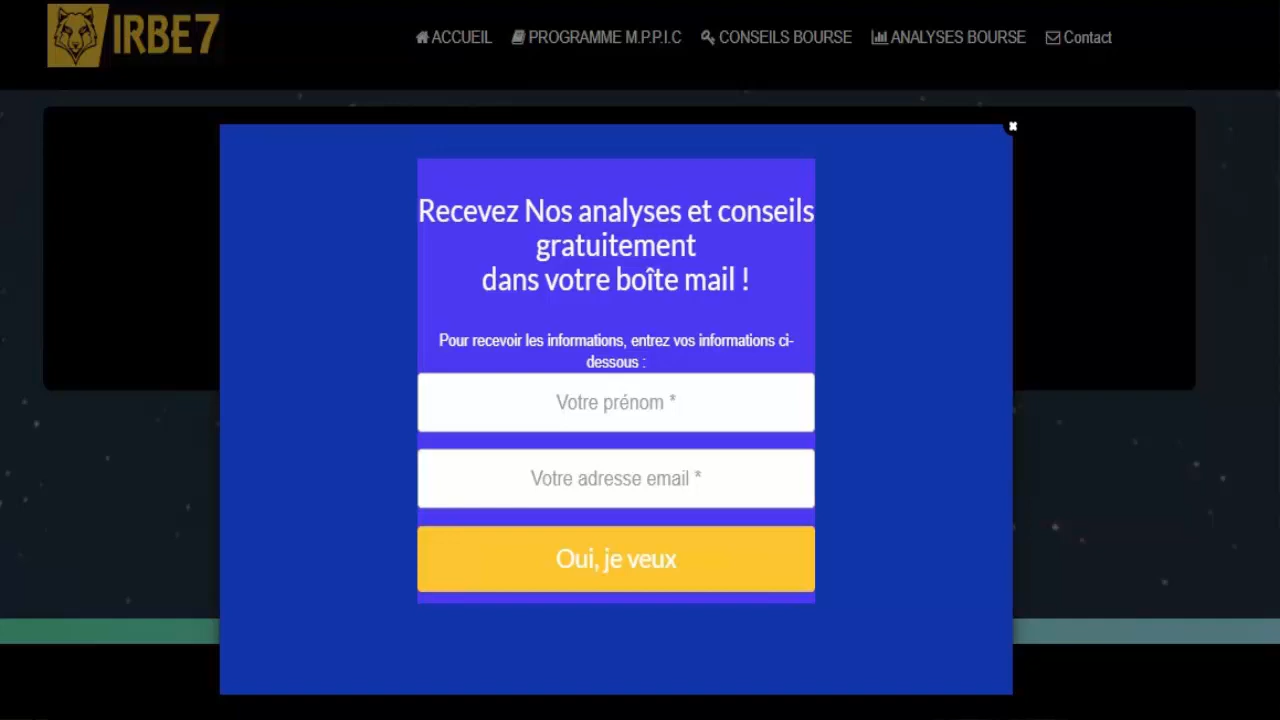 IRBE7
ACCUEIL PROGRAMME M.P.P.I.C CONSEILS BOURSE ANALYSES BOURSE Contact
Recevez Nos analyses et conseils
gratuitement
dans votre boîte mail !
Pour recevoir les informations, entrez vos informations ci-
dessous :
Votre prénom *
Votre adresse email *
Oui, je veux